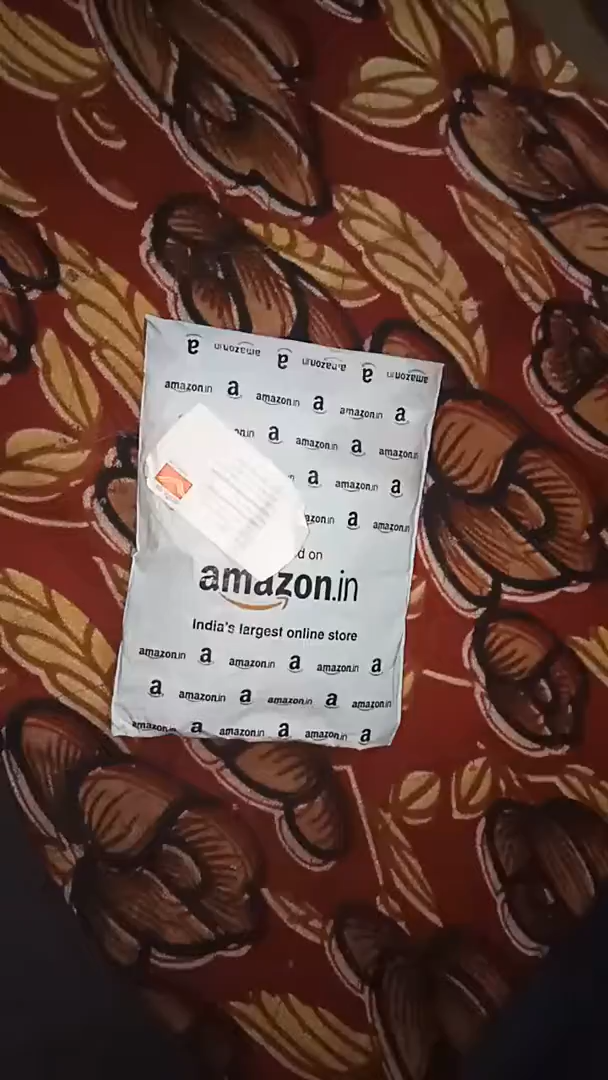 a amazon.in a amazon.in a amazon.in
amazon.in a amazon.in a amazon.in a
a amazon.in a amazon.in
a amazon.in a
a amazon.in
on
amazon.in
India's largest online store
amazon.in a amazon.in a amazon.in a
a amazon.in a amazon.in a amazon.in
amazon.in a amazon.in a amazon.in a